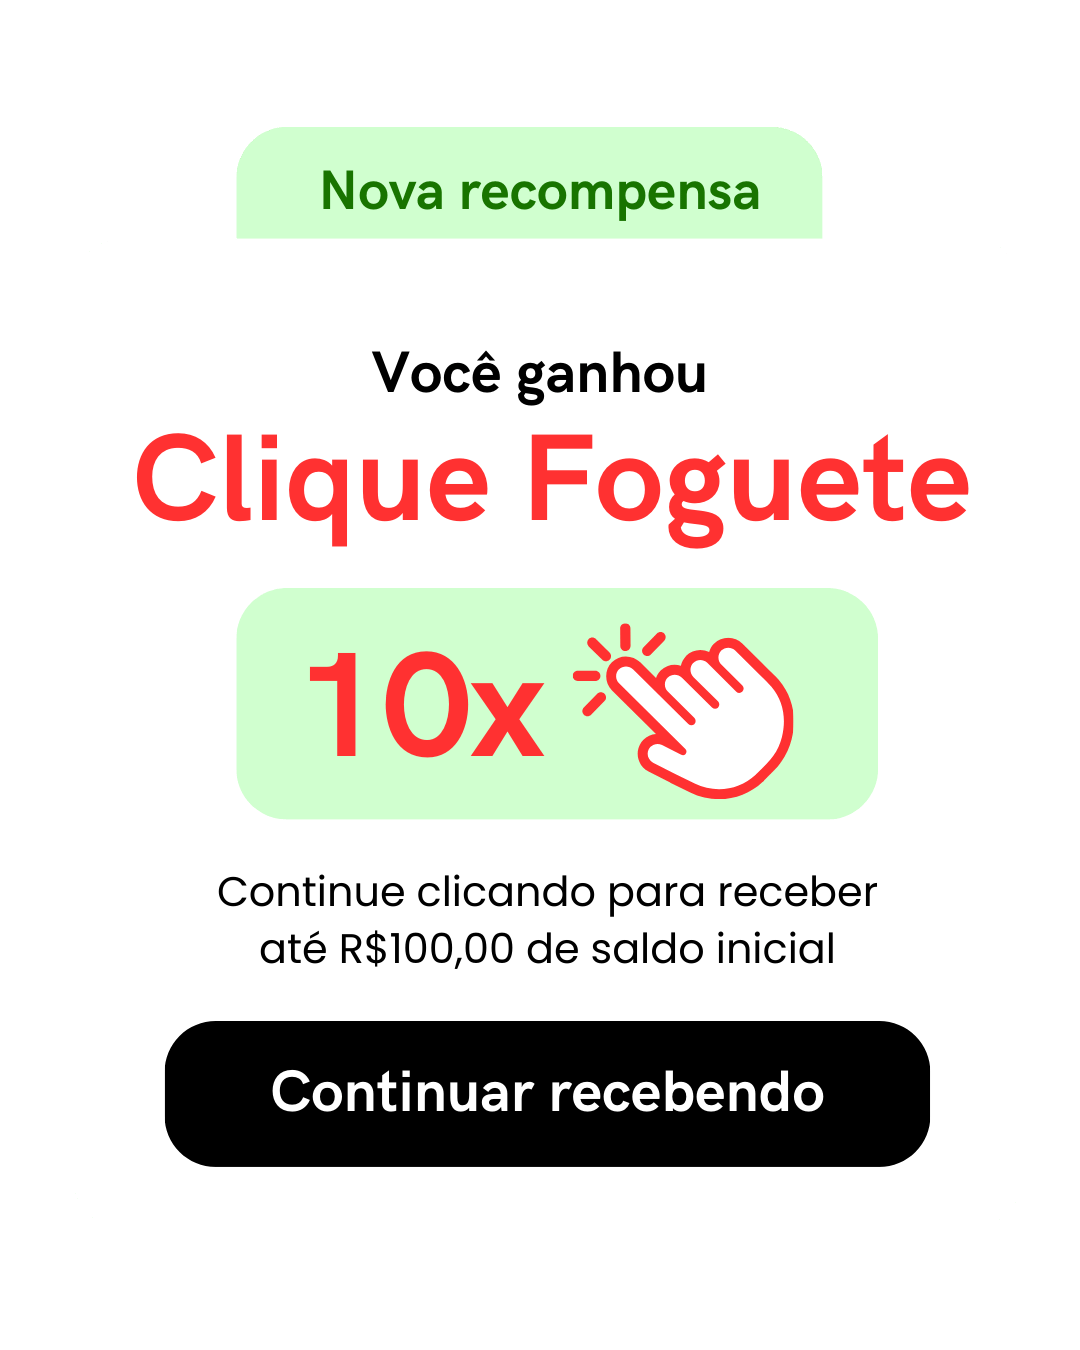 Nova recompensa
Você ganhou
Clique Foguete
10x
Continue clicando para receber
até R$100,00 de saldo inicial
Continuar recebendo